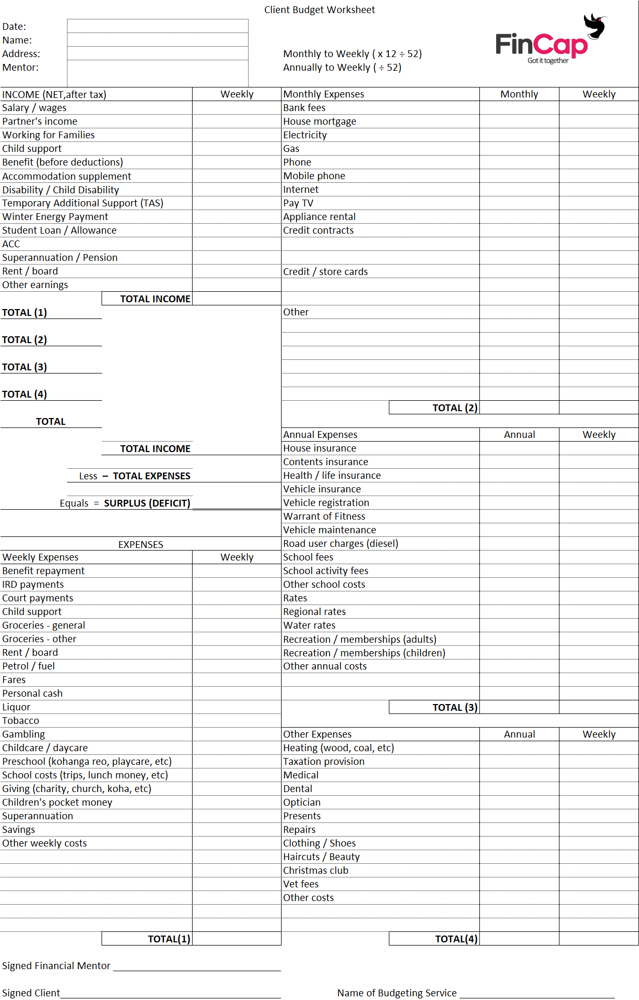 Client Budget Worksheet
Date:
Name:
Address:
Mentor:
Monthly to Weekly ( x 12 ÷ 52)
Annually to Weekly ( ÷ 52)
FinCap
Got it together
INCOME (NET,after tax) Weekly
Salary / wages
Partner's income
Working for Families
Child support
Benefit (before deductions)
Accommodation supplement
Disability / Child Disability
Temporary Additional Support (TAS)
Winter Energy Payment
Student Loan / Allowance
ACC
Superannuation / Pension
Rent / board
Other earnings
TOTAL INCOME
TOTAL (1)
TOTAL (2)
TOTAL (3)
TOTAL (4)
TOTAL
TOTAL INCOME
Less – TOTAL EXPENSES
Equals = SURPLUS (DEFICIT)
EXPENSES
Weekly Expenses Weekly
Benefit repayment
IRD payments
Court payments
Child support
Groceries - general
Groceries - other
Rent / board
Petrol / fuel
Fares
Personal cash
Liquor
Tobacco
Gambling
Childcare / daycare
Preschool (kohanga reo, playcare, etc)
School costs (trips, lunch money, etc)
Giving (charity, church, koha, etc)
Children's pocket money
Superannuation
Savings
Other weekly costs
TOTAL(1)
Monthly Expenses Monthly Weekly
Bank fees
House mortgage
Electricity
Gas
Phone
Mobile phone
Internet
Pay TV
Appliance rental
Credit contracts
Credit / store cards
Other
TOTAL (2)
Annual Expenses Annual Weekly
House insurance
Contents insurance
Health / life insurance
Vehicle insurance
Vehicle registration
Warrant of Fitness
Vehicle maintenance
Road user charges (diesel)
School fees
School activity fees
Other school costs
Rates
Regional rates
Water rates
Recreation / memberships (adults)
Recreation / memberships (children)
Other annual costs
TOTAL (3)
Other Expenses Annual Weekly
Heating (wood, coal, etc)
Taxation provision
Medical
Dental
Optician
Presents
Repairs
Clothing / Shoes
Haircuts / Beauty
Christmas club
Vet fees
Other costs
TOTAL(4)
Signed Financial Mentor
Signed Client
Name of Budgeting Service